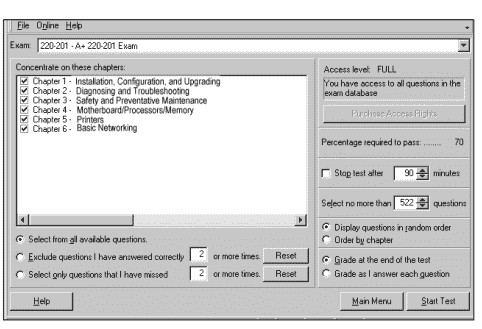 File Online Help
Exam: 220-201 - A+ 220-201 Exam
Concentrate on these chapters:
Chapter 1 - Installation, Configuration, and Upgrading
Chapter 2 - Diagnosing and Troubleshooting
Chapter 3 - Safety and Preventative Maintenance
Chapter 4 - Motherboard/Processors/Memory
Chapter 5 - Printers
Chapter 6 - Basic Networking
Select from all available questions.
Exclude questions I have answered correctly 2 or more times. Reset
Select only questions that I have missed 2 or more times. Reset
Access level: FULL
You have access to all questions in the
exam database
Purchase Access Rights
Percentage required to pass: ........ 70
Stop test after 90 minutes
Select no more than 522 questions
Display questions in random order
Order by chapter
Grade at the end of the test
Grade as I answer each question
Help Main Menu Start Test